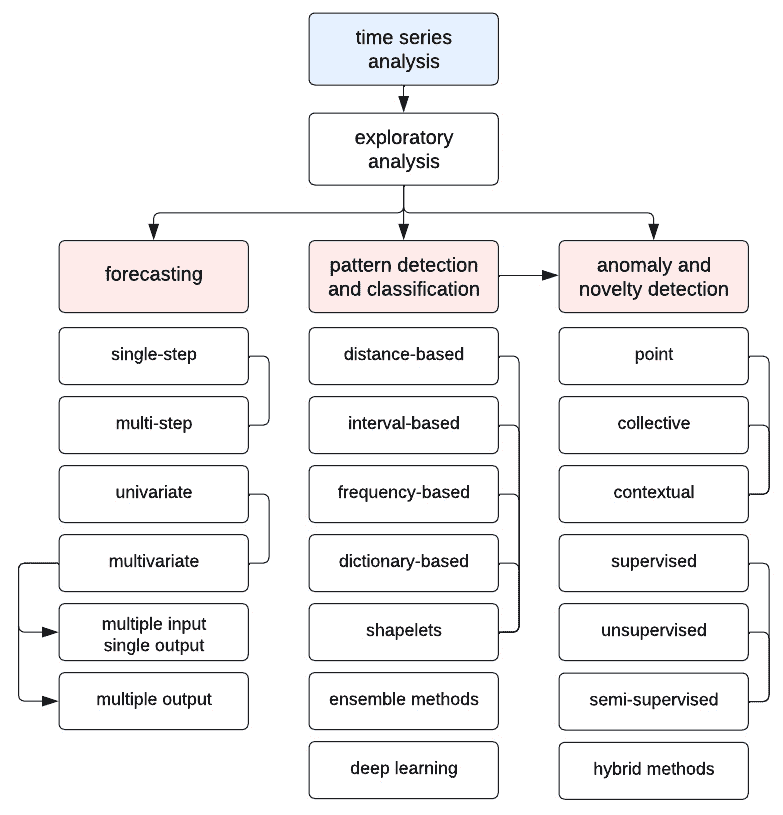 time series
analysis
exploratory
analysis
forecasting
pattern detection
and classification
anomaly and
novelty detection
single-step
multi-step
univariate
multivariate
multiple input
single output
multiple output
distance-based
interval-based
frequency-based
dictionary-based
shapelets
ensemble methods
deep learning
point
collective
contextual
supervised
unsupervised
semi-supervised
hybrid methods